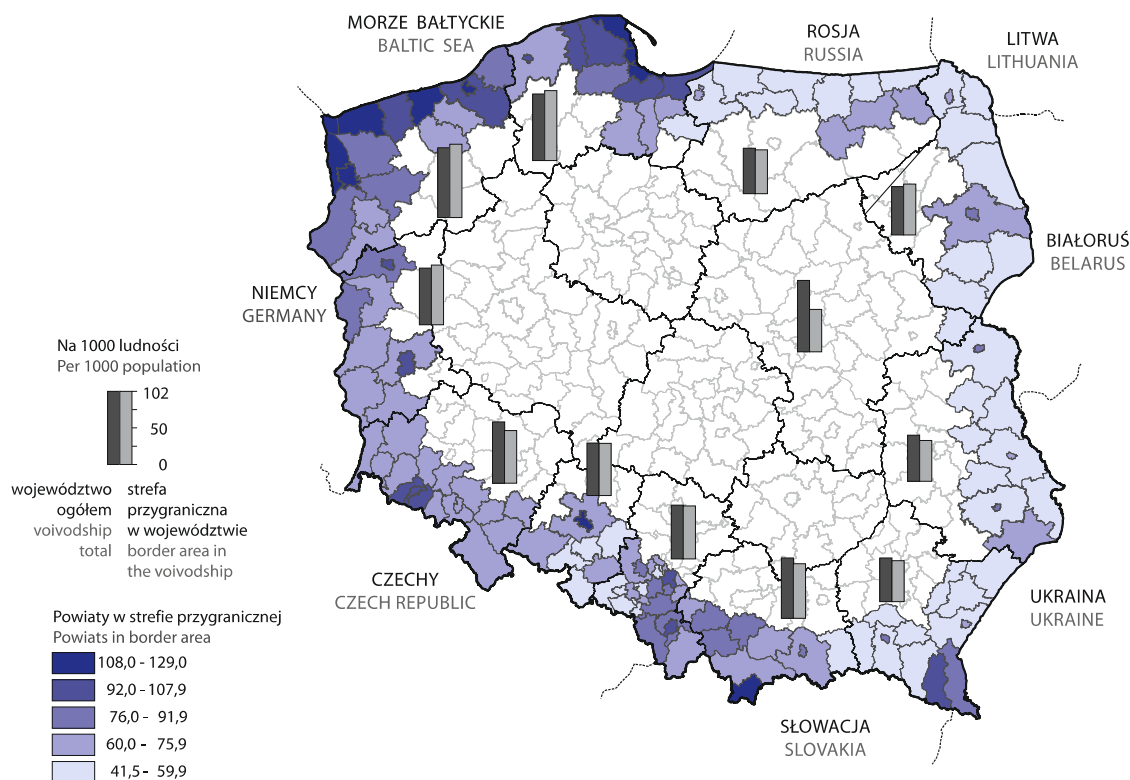 MORZE BAŁTYCKIE
BALTIC SEA
ROSJA
RUSSIA
LITWA
LITHUANIA
BIAŁORUŚ
BELARUS
NIEMCY
GERMANY
Na 1000 ludności
Per 1000 population
102
50
0
województwo
ogółem
voivodship
total
strefa
przygraniczna
w województwie
border area in
the voivodship
CZECHY
CZECH REPUBLIC
UKRAINA
UKRAINE
SŁOWACJA
SLOVAKIA
Powiaty w strefie przygranicznej
Powiats in border area
108,0 - 129,0
92,0 - 107,9
76,0 - 91,9
60,0 - 75,9
41,5 - 59,9